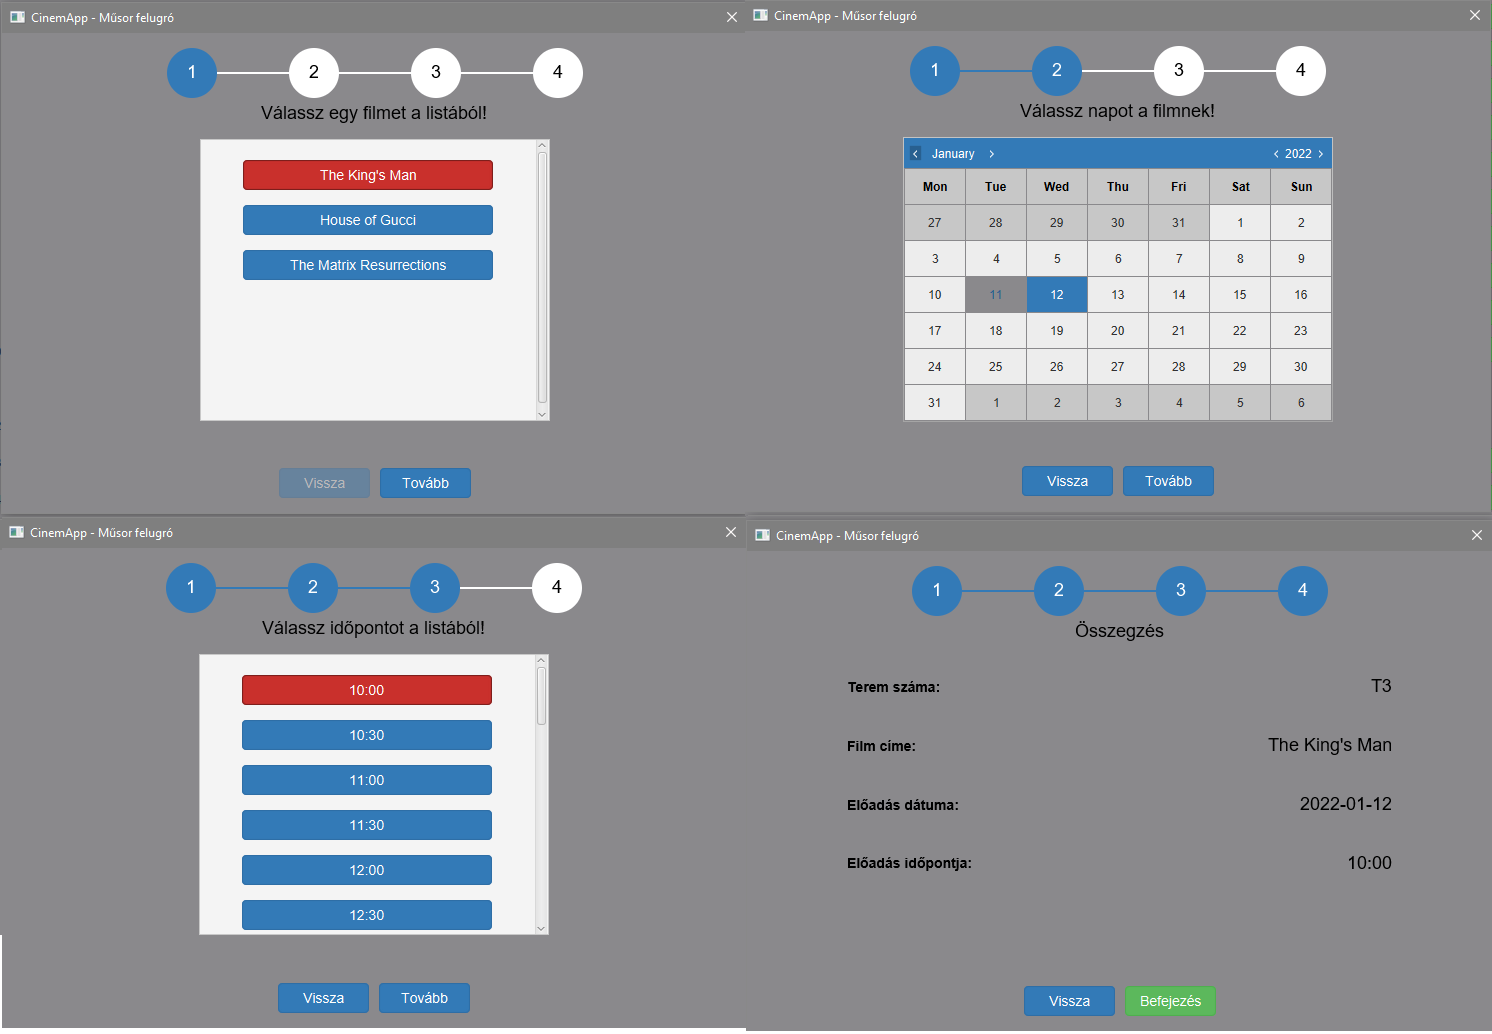 CinemApp - Műsor felugró
1 2 3 4
Válassz egy filmet a listából!
The King's Man
House of Gucci
The Matrix Resurrections
Vissza Tovább
CinemApp - Műsor felugró
1 2 3 4
Válassz napot a filmnek!
January 2022
Mon Tue Wed Thu Fri Sat Sun
27 28 29 30 31 1 2
3 4 5 6 7 8 9
10 11 12 13 14 15 16
17 18 19 20 21 22 23
24 25 26 27 28 29 30
31 1 2 3 4 5 6
Vissza Tovább
CinemApp - Műsor felugró
1 2 3 4
Válassz időpontot a listából!
10:00
10:30
11:00
11:30
12:00
12:30
Vissza Tovább
CinemApp - Műsor felugró
1 2 3 4
Összegzés
Terem száma: T3
Film címe: The King's Man
Előadás dátuma: 2022-01-12
Előadás időpontja: 10:00
Vissza Befejezés